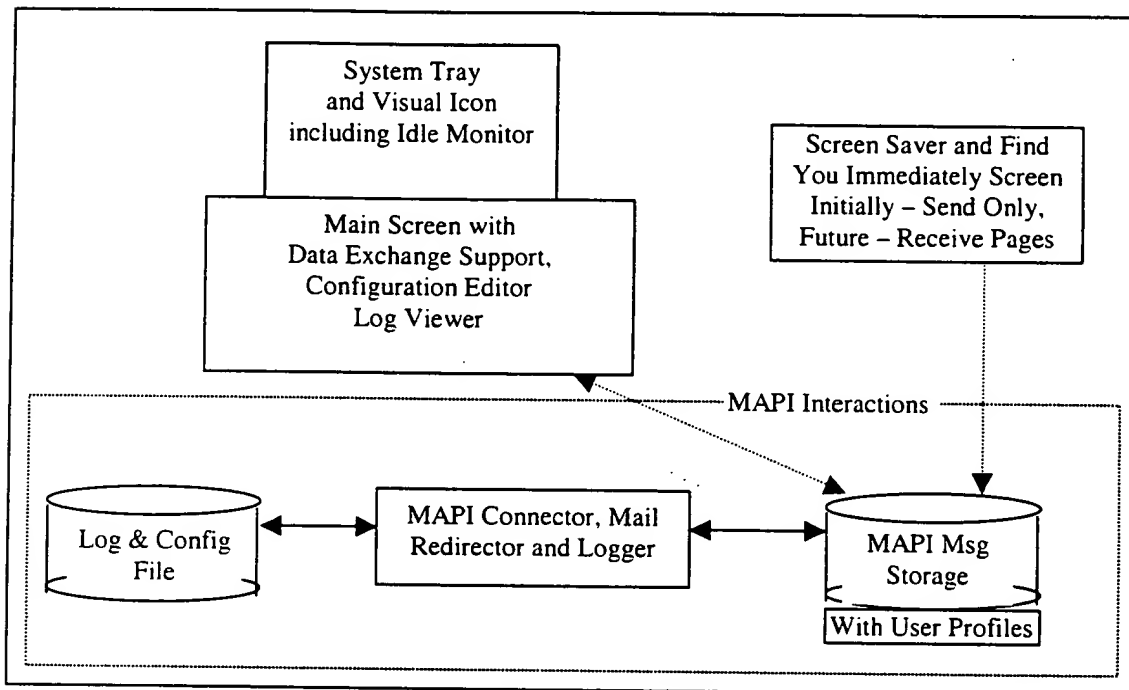 System Tray
and Visual Icon
including Idle Monitor
Main Screen with
Data Exchange Support,
Configuration Editor
Log Viewer
Screen Saver and Find
You Immediately Screen
Initially – Send Only,
Future – Receive Pages
MAPI Interactions
Log & Config
File
MAPI Connector, Mail
Redirector and Logger
MAPI Msg
Storage
With User Profiles